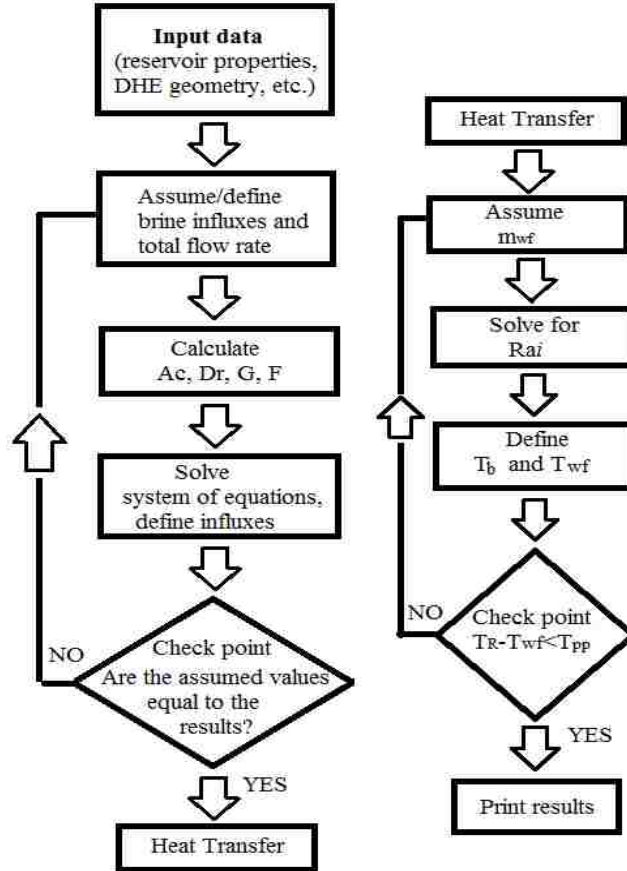 Input data
(reservoir properties,
DHE geometry, etc.)
Assume/define
brine influxes and
total flow rate
Calculate
Ac, Dr, G, F
Solve
system of equations,
define influxes
NO
Check point
Are the assumed values
equal to the
results?
YES
Heat Transfer
Heat Transfer
Assume
mwf
Solve for
Rai
Define
Tb and Twf
NO
Check point
TR-Twf<Tpp
YES
Print results